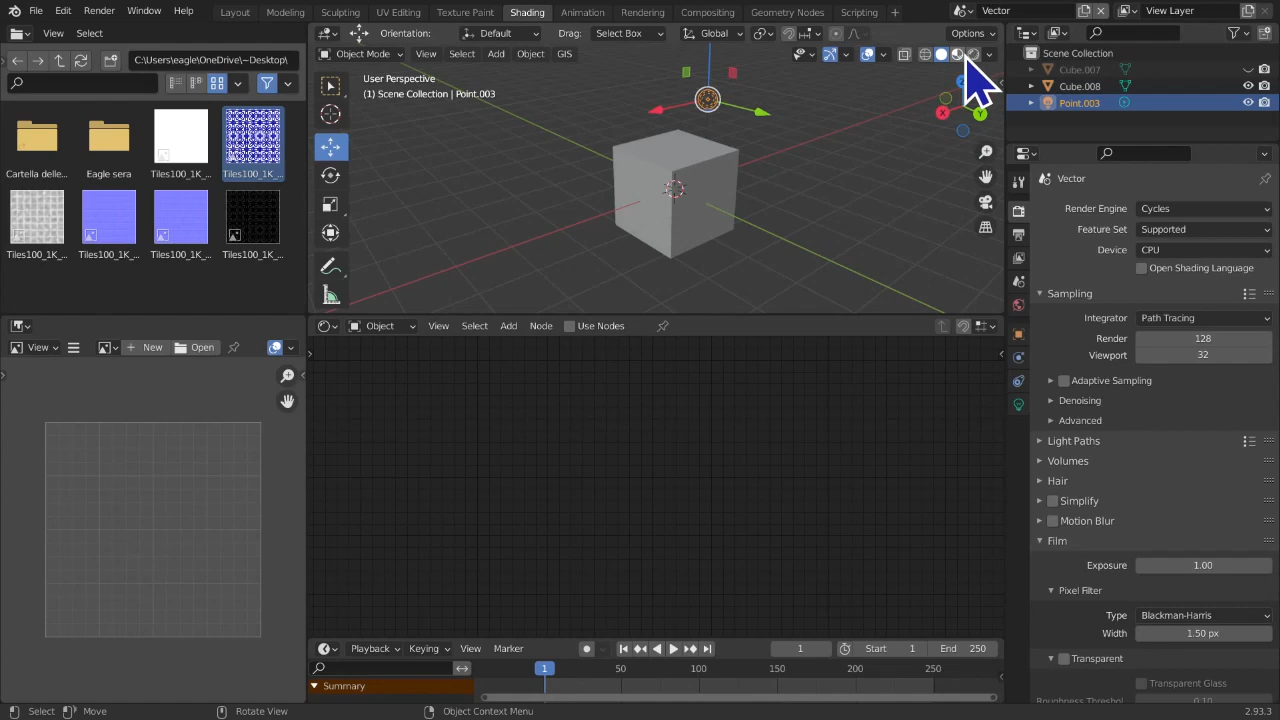 File Edit Render Window Help Layout Modeling Sculpting UV Editing Texture Paint Shading Animation Rendering Compositing Geometry Nodes Scripting + Vector View Layer
View Select
Orientation: Default Drag: Select Box Global Options
C:\Users\eagle\OneDrive\~Desktop\
Object Mode View Select Add Object GIS
Scene Collection
Cube.007
Cube.008
Point.003
User Perspective
(1) Scene Collection | Point.003
Cartella delle... Eagle sera Tiles100_1K_... Tiles100_1K_...
Tiles100_1K_... Tiles100_1K_... Tiles100_1K_... Tiles100_1K_...
Vector
Render Engine Cycles
Feature Set Supported
Device CPU
Open Shading Language
Sampling
Integrator Path Tracing
Render 128
Viewport 32
Adaptive Sampling
Denoising
Advanced
Light Paths
Volumes
Hair
Simplify
Motion Blur
Film
Exposure 1.00
Pixel Filter
Type Blackman-Harris
Width 1.50 px
Transparent
Transparent Glass
Object View Select Add Node Use Nodes
View New Open
Playback Keying View Marker 1 Start 1 End 250
1 50 100 150 200 250
Summary
Select Move Rotate View Object Context Menu 2.93.3